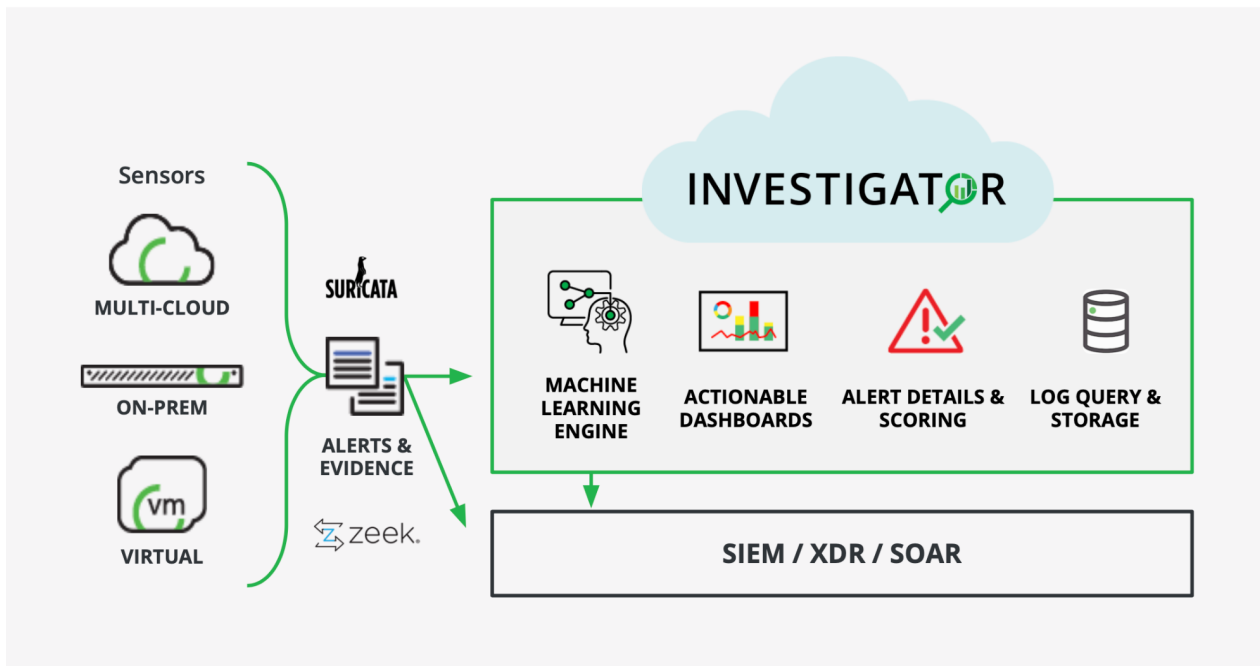 Sensors
MULTI-CLOUD
ON-PREM
vm
VIRTUAL
SURICATA
ALERTS &
EVIDENCE
zeek®
INVESTIGATOR
MACHINE
LEARNING
ENGINE
ACTIONABLE
DASHBOARDS
ALERT DETAILS &
SCORING
LOG QUERY &
STORAGE
SIEM / XDR / SOAR